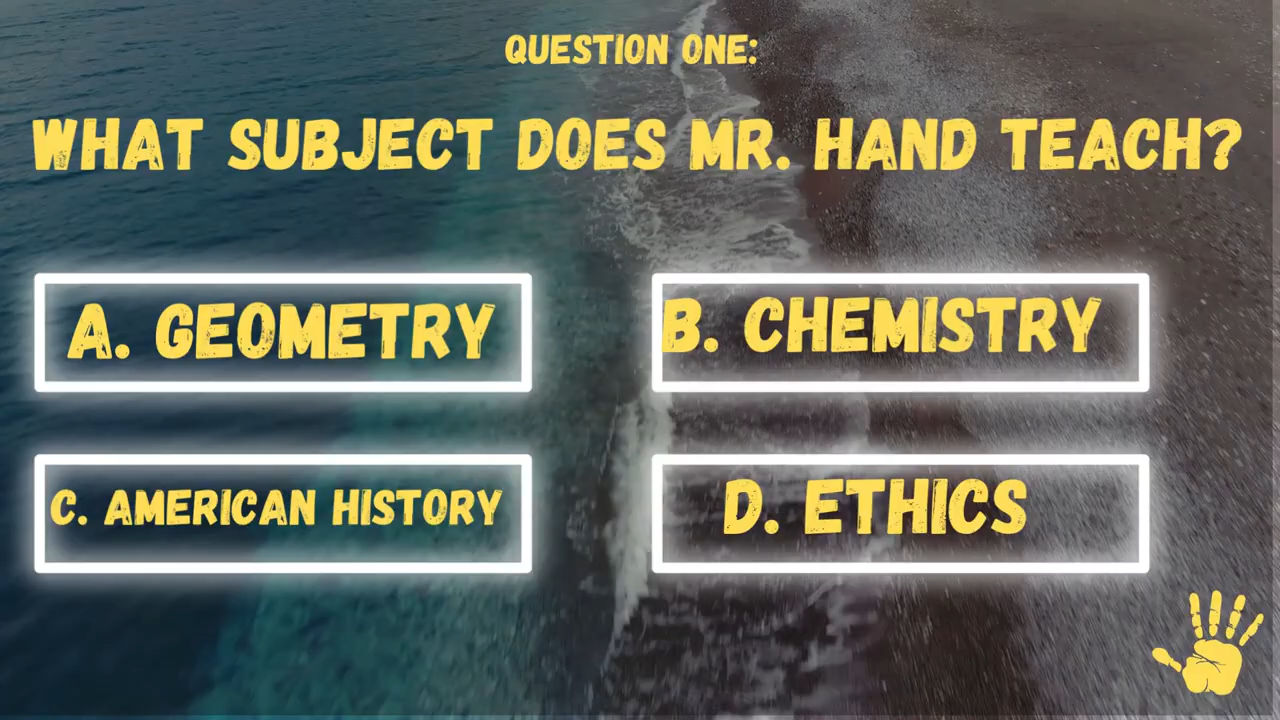 QUESTION ONE:
WHAT SUBJECT DOES MR. HAND TEACH?
A. GEOMETRY
B. CHEMISTRY
C. AMERICAN HISTORY
D. ETHICS